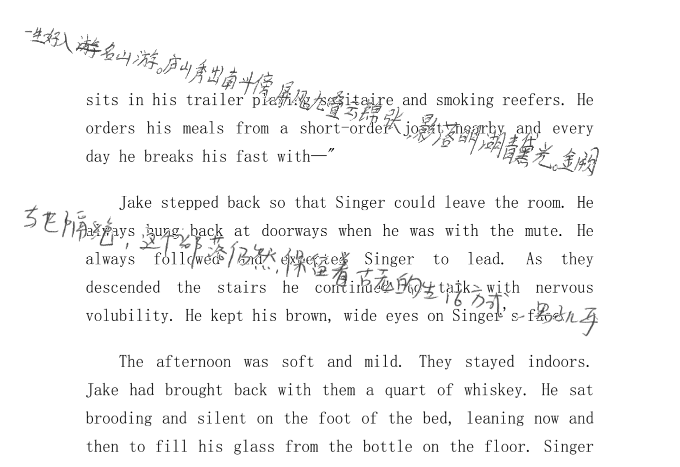 一生好入游名山游。庐山秀出南斗傍,屏风九叠云锦张,影落明湖青黛光。金阙
sits in his trailer playing solitaire and smoking reefers. He
orders his meals from a short-order joint nearby and every
day he breaks his fast with—"
Jake stepped back so that Singer could leave the room. He
always hung back at doorways when he was with the mute. He
与世隔绝,这个部落仍然保留着古老的生活方式,
always followed and expected Singer to lead. As they
descended the stairs he continued to talk with nervous
volubility. He kept his brown, wide eyes on Singer's face.
The afternoon was soft and mild. They stayed indoors.
Jake had brought back with them a quart of whiskey. He sat
brooding and silent on the foot of the bed, leaning now and
then to fill his glass from the bottle on the floor. Singer